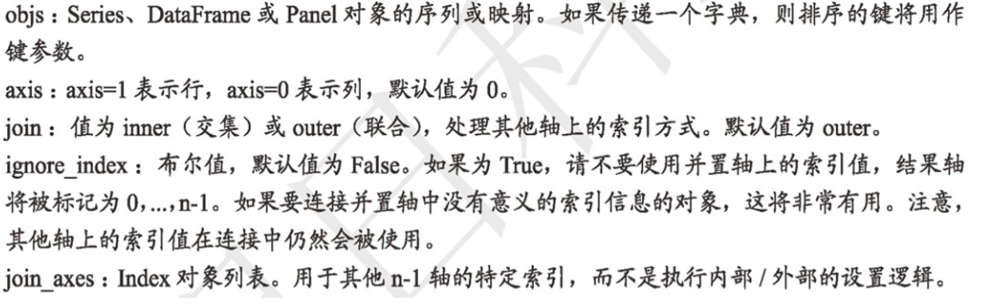 objs：Series、DataFrame 或 Panel 对象的序列或映射。如果传递一个字典，则排序的键将用作
键参数。
axis：axis=1 表示行，axis=0 表示列，默认值为 0。
join：值为 inner（交集）或 outer（联合），处理其他轴上的索引方式。默认值为 outer。
ignore_index：布尔值，默认值为 False。如果为 True，请不要使用并置轴上的索引值，结果轴
将被标记为 0,...,n-1。如果要连接并置轴中没有意义的索引信息的对象，这将非常有用。注意，
其他轴上的索引值在连接中仍然会被使用。
join_axes：Index 对象列表。用于其他 n-1 轴的特定索引，而不是执行内部 / 外部的设置逻辑。